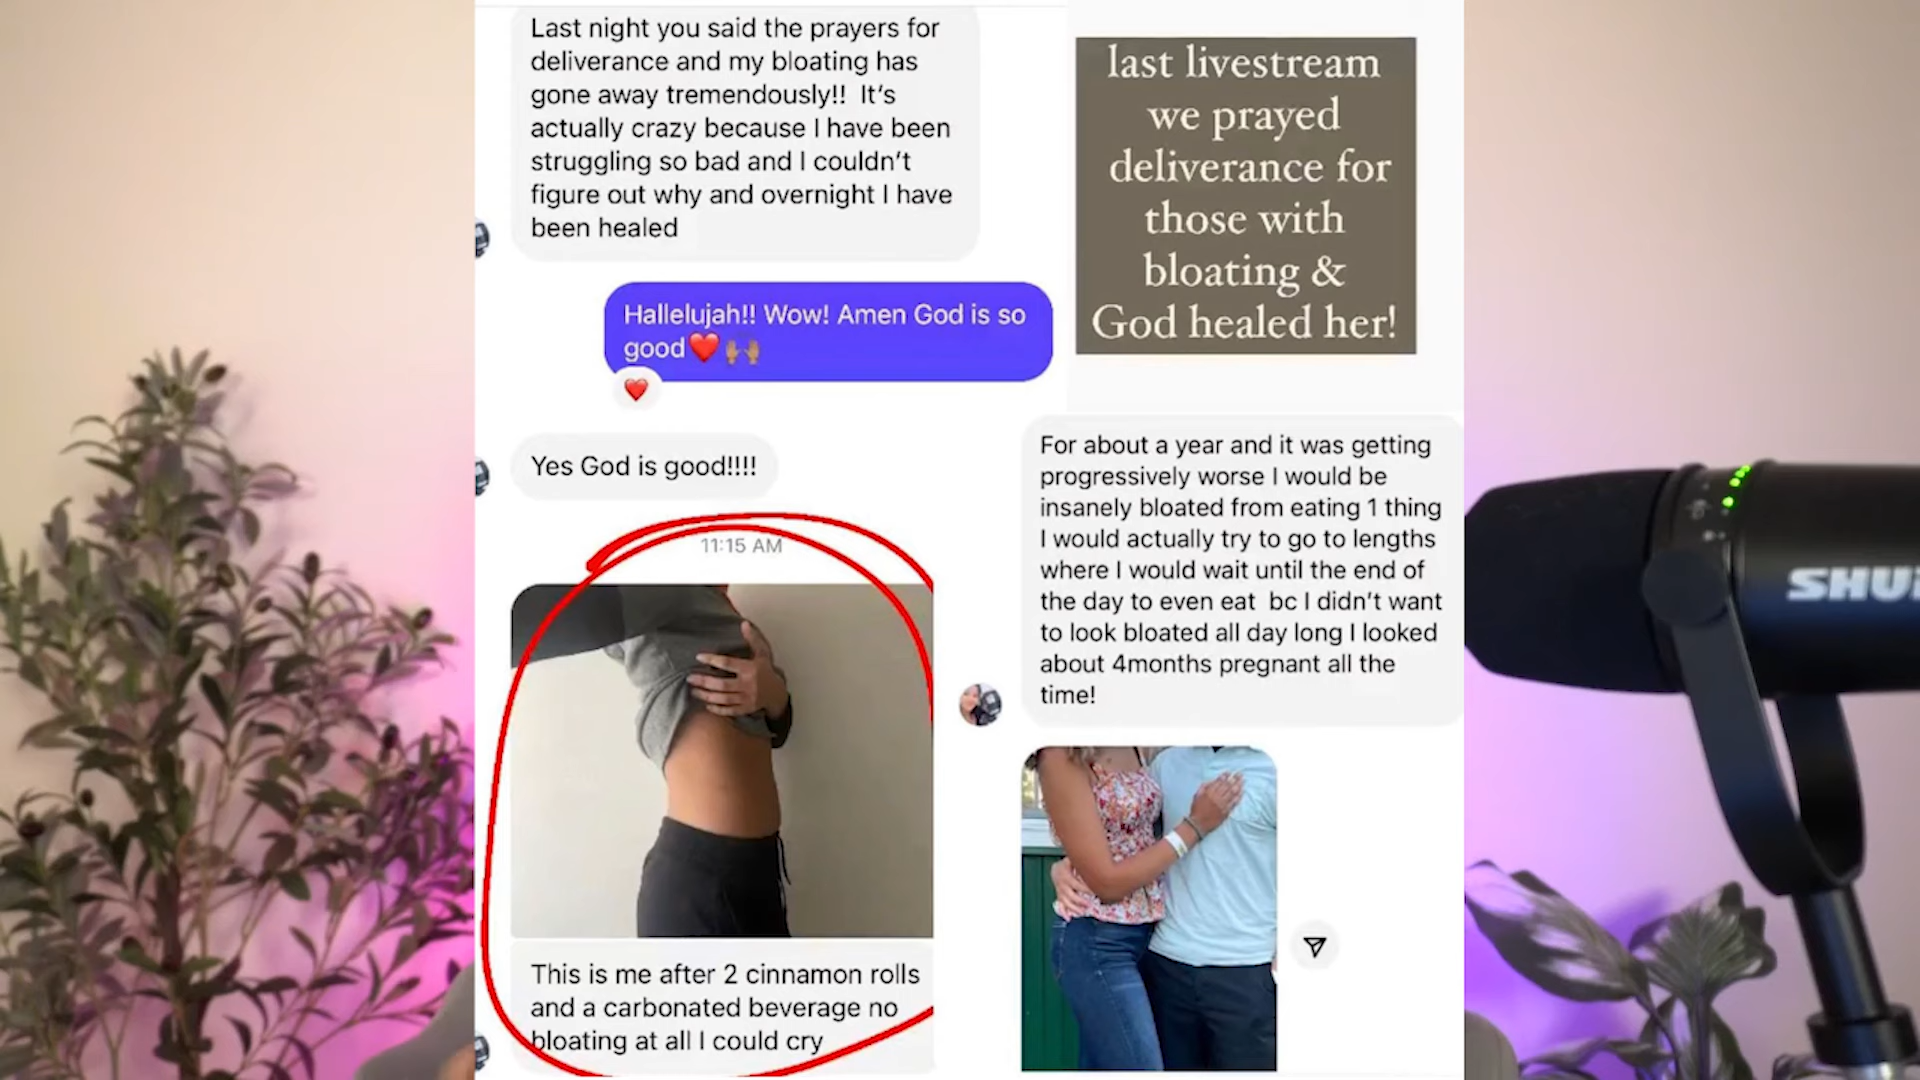 Last night you said the prayers for
deliverance and my bloating has
gone away tremendously!! It's
actually crazy because I have been
struggling so bad and I couldn't
figure out why and overnight I have
been healed
Hallelujah!! Wow! Amen God is so
good❤️🙌🏽
❤️
Yes God is good!!!!
11:15 AM
This is me after 2 cinnamon rolls
and a carbonated beverage no
bloating at all I could cry
last livestream
we prayed
deliverance for
those with
bloating &
God healed her!
For about a year and it was getting
progressively worse I would be
insanely bloated from eating 1 thing
I would actually try to go to lengths
where I would wait until the end of
the day to even eat bc I didn't want
to look bloated all day long I looked
about 4months pregnant all the
time!
SHU